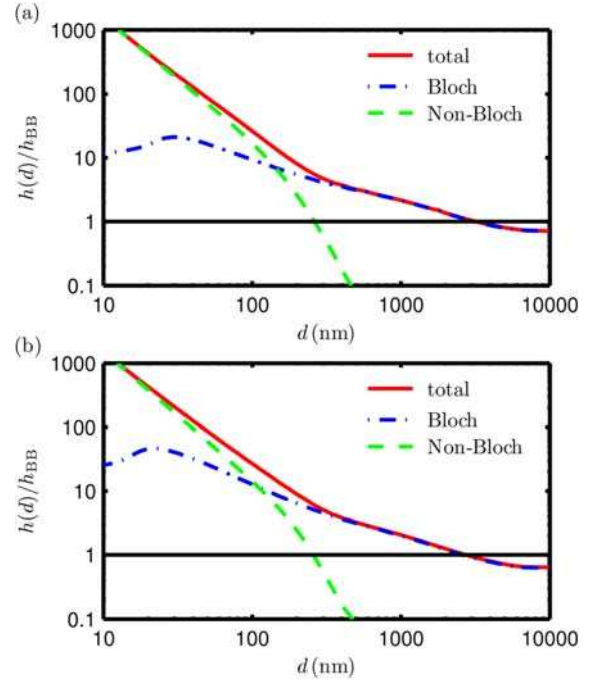 (a)
1000
total
Bloch
Non-Bloch
100
10
1
0.1
h(d)/h_BB
10 100 1000 10000
d (nm)
(b)
1000
total
Bloch
Non-Bloch
100
10
1
0.1
h(d)/h_BB
10 100 1000 10000
d (nm)